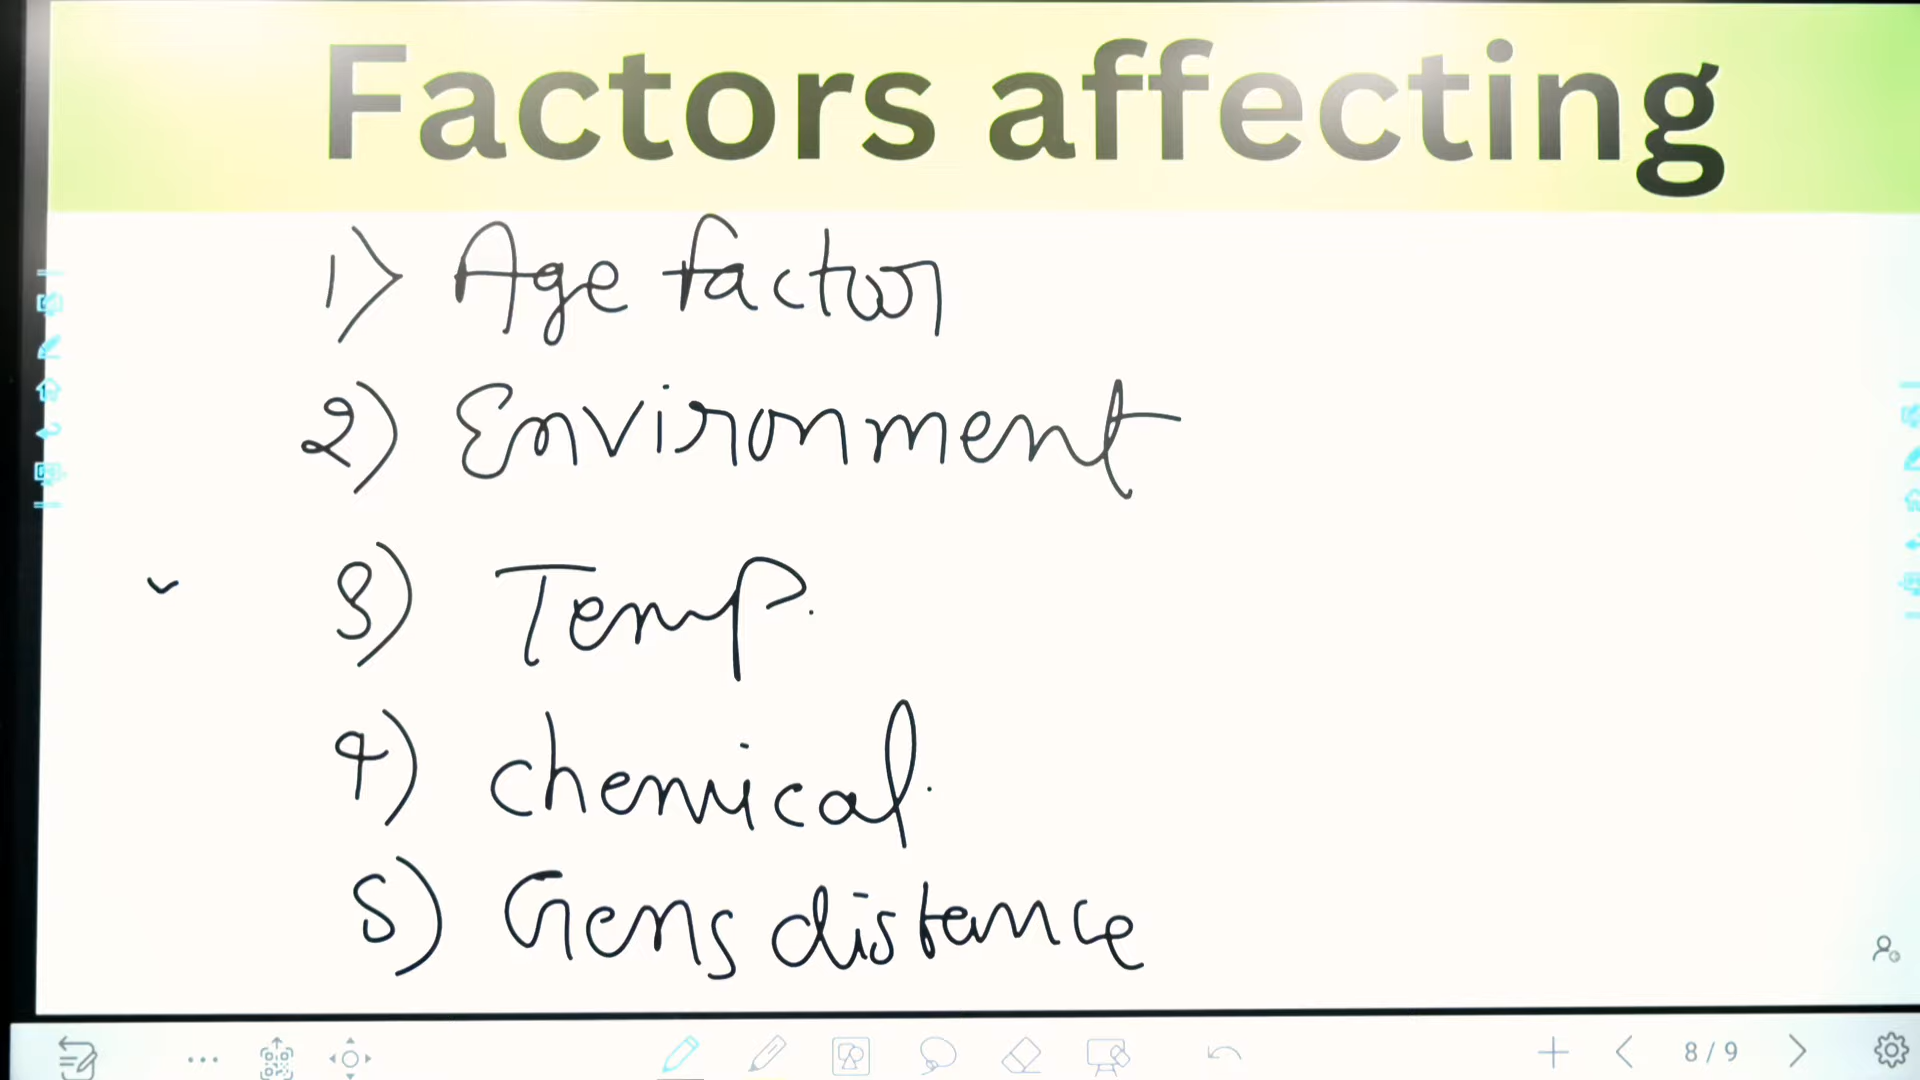 Factors affecting
1) Age factor
2) Environment
3) Temp.
4) chemical.
5) Gens distance
8/9